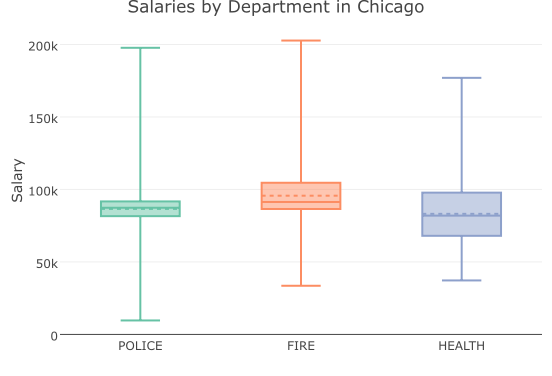 Salaries by Department in Chicago
200k
150k
100k
50k
0
Salary
POLICE
FIRE
HEALTH